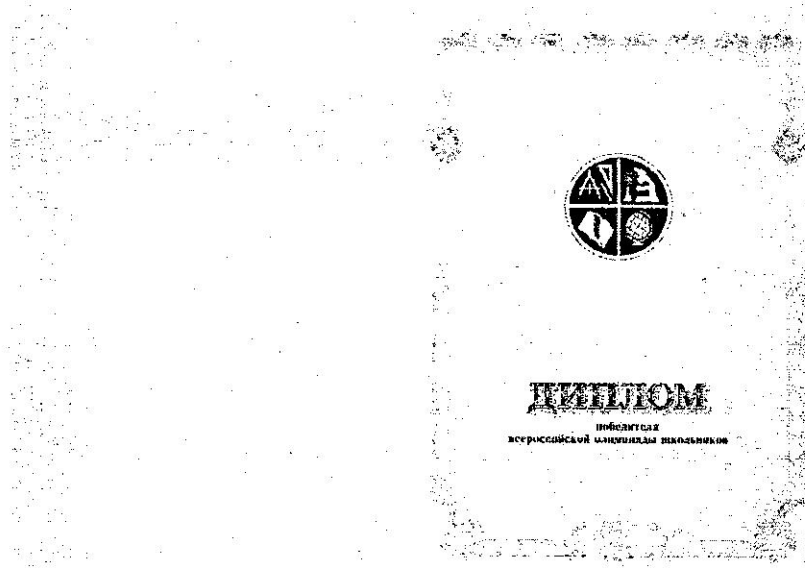 ДИПЛОМ
победителя
всероссийской олимпиады школьников